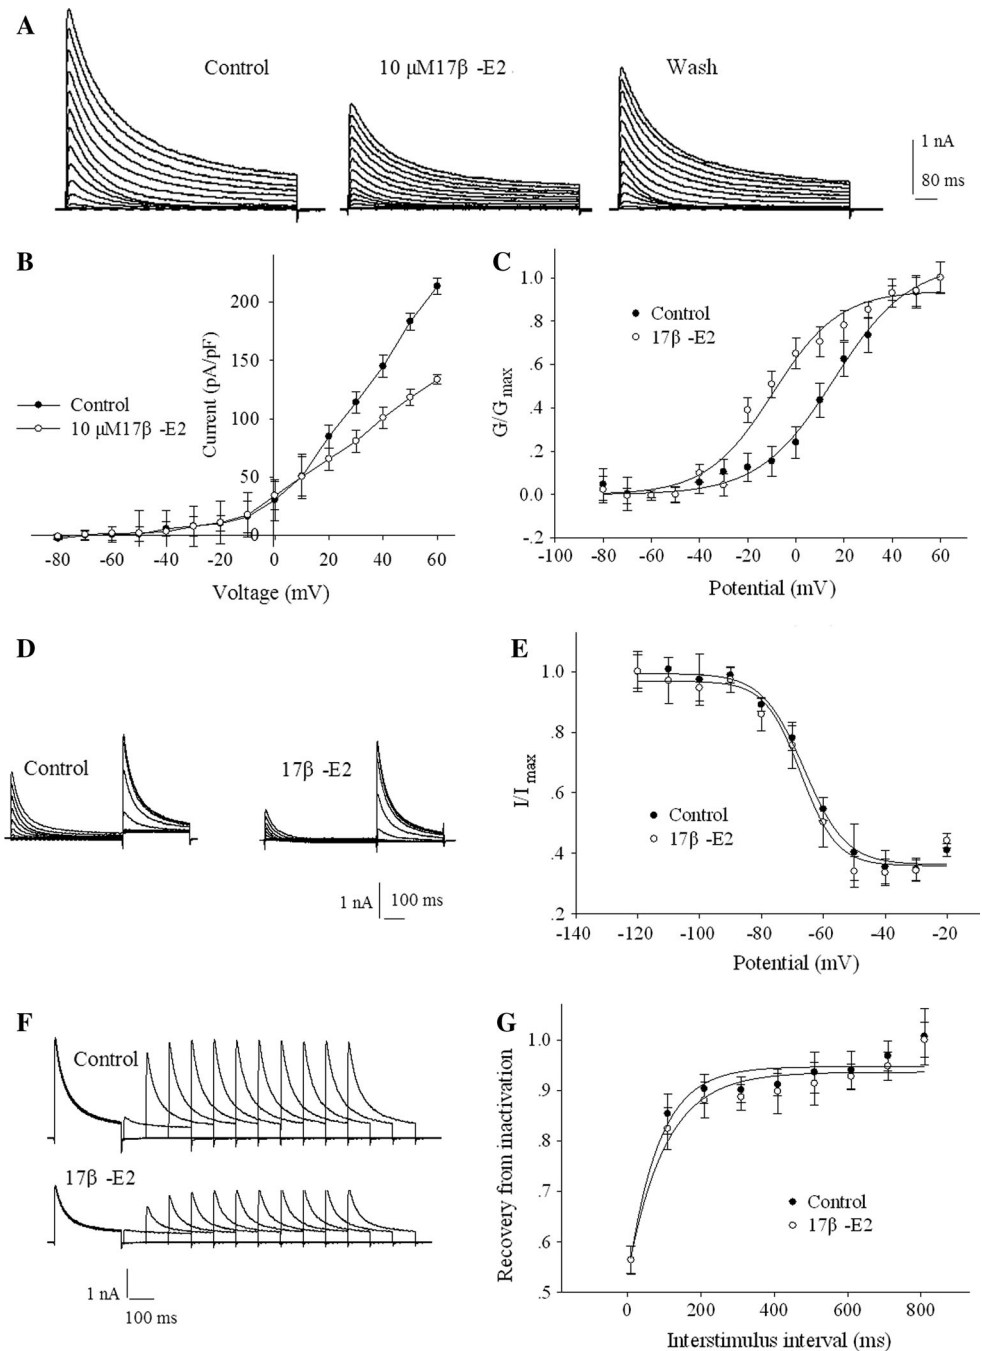 A
Control
10 µM17β -E2
Wash
1 nA
80 ms
B
200
150
100
50
0
Current (pA/pF)
Control
10 µM17β -E2
-80 -60 -40 -20 0 20 40 60
Voltage (mV)
C
1.0
.8
.6
.4
.2
0.0
-.2
G/Gmax
Control
17β -E2
-100 -80 -60 -40 -20 0 20 40 60
Potential (mV)
D
Control
17β -E2
1 nA
100 ms
E
1.0
.8
.6
.4
.2
I/Imax
Control
17β -E2
-140 -120 -100 -80 -60 -40 -20
Potential (mV)
F
Control
17β -E2
1 nA
100 ms
G
1.0
.9
.8
.7
.6
.5
Recovery from inactivation
Control
17β -E2
0 200 400 600 800
Interstimulus interval (ms)